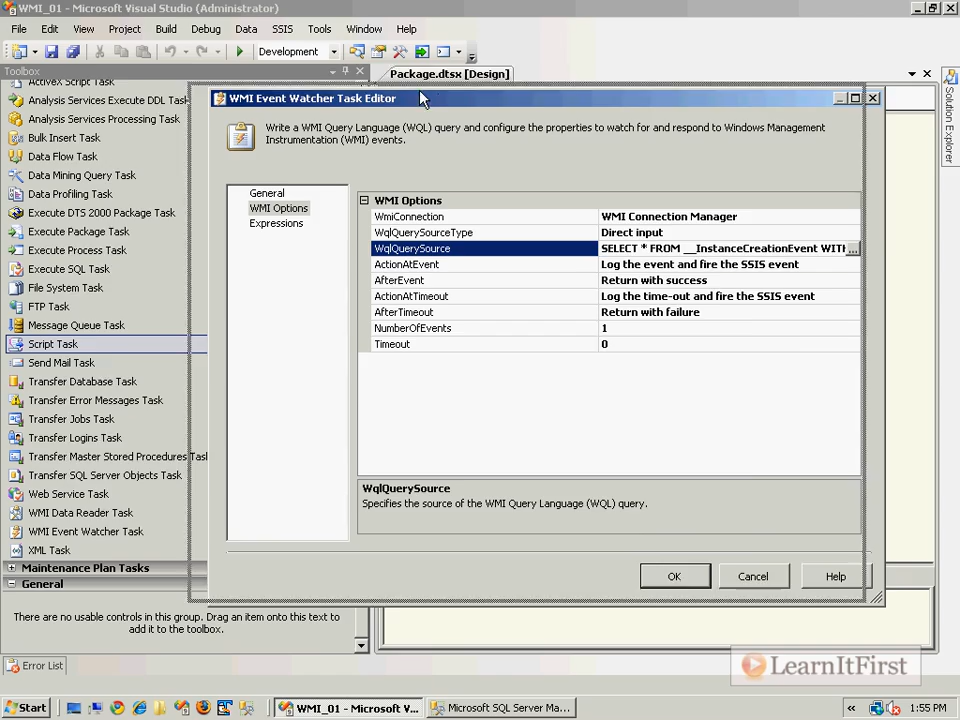 WMI_01 - Microsoft Visual Studio (Administrator)
File Edit View Project Build Debug Data SSIS Tools Window Help
Development
Toolbox
Package.dtsx [Design]
Solution Explorer
ActiveX Script Task
Analysis Services Execute DDL Task
Analysis Services Processing Task
Bulk Insert Task
Data Flow Task
Data Mining Query Task
Data Profiling Task
Execute DTS 2000 Package Task
Execute Package Task
Execute Process Task
Execute SQL Task
File System Task
FTP Task
Message Queue Task
Script Task
Send Mail Task
Transfer Database Task
Transfer Error Messages Task
Transfer Jobs Task
Transfer Logins Task
Transfer Master Stored Procedures Task
Transfer SQL Server Objects Task
Web Service Task
WMI Data Reader Task
WMI Event Watcher Task
XML Task
Maintenance Plan Tasks
General
There are no usable controls in this group. Drag an item onto this text to
add it to the toolbox.
Error List
WMI Event Watcher Task Editor
Write a WMI Query Language (WQL) query and configure the properties to watch for and respond to Windows Management
Instrumentation (WMI) events.
General
WMI Options
Expressions
WMI Options
WmiConnection WMI Connection Manager
WqlQuerySourceType Direct input
WqlQuerySource SELECT * FROM __InstanceCreationEvent WITH ...
ActionAtEvent Log the event and fire the SSIS event
AfterEvent Return with success
ActionAtTimeout Log the time-out and fire the SSIS event
AfterTimeout Return with failure
NumberOfEvents 1
Timeout 0
WqlQuerySource
Specifies the source of the WMI Query Language (WQL) query.
OK Cancel Help
LearnItFirst
Start
WMI_01 - Microsoft V...
Microsoft SQL Server Ma...
1:55 PM